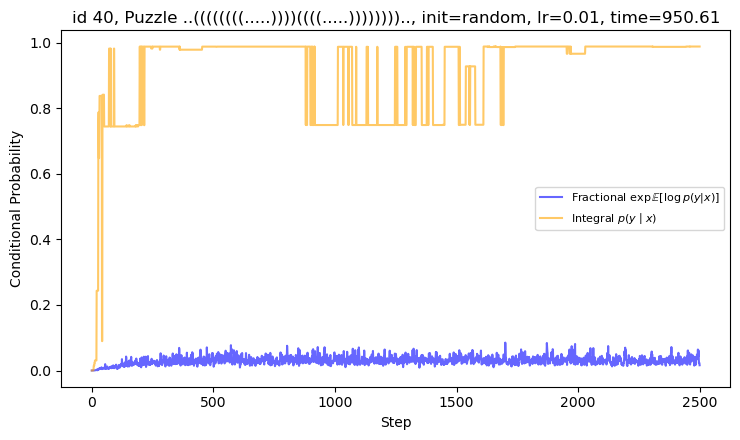 id 40, Puzzle ..((((((((.....))))((((.....)))))))).., init=random, lr=0.01, time=950.61
Conditional Probability
1.0
0.8
0.6
0.4
0.2
0.0
Fractional exp𝔼[log p(y|x)]
Integral p(y | x)
0
500
1000
1500
2000
2500
Step